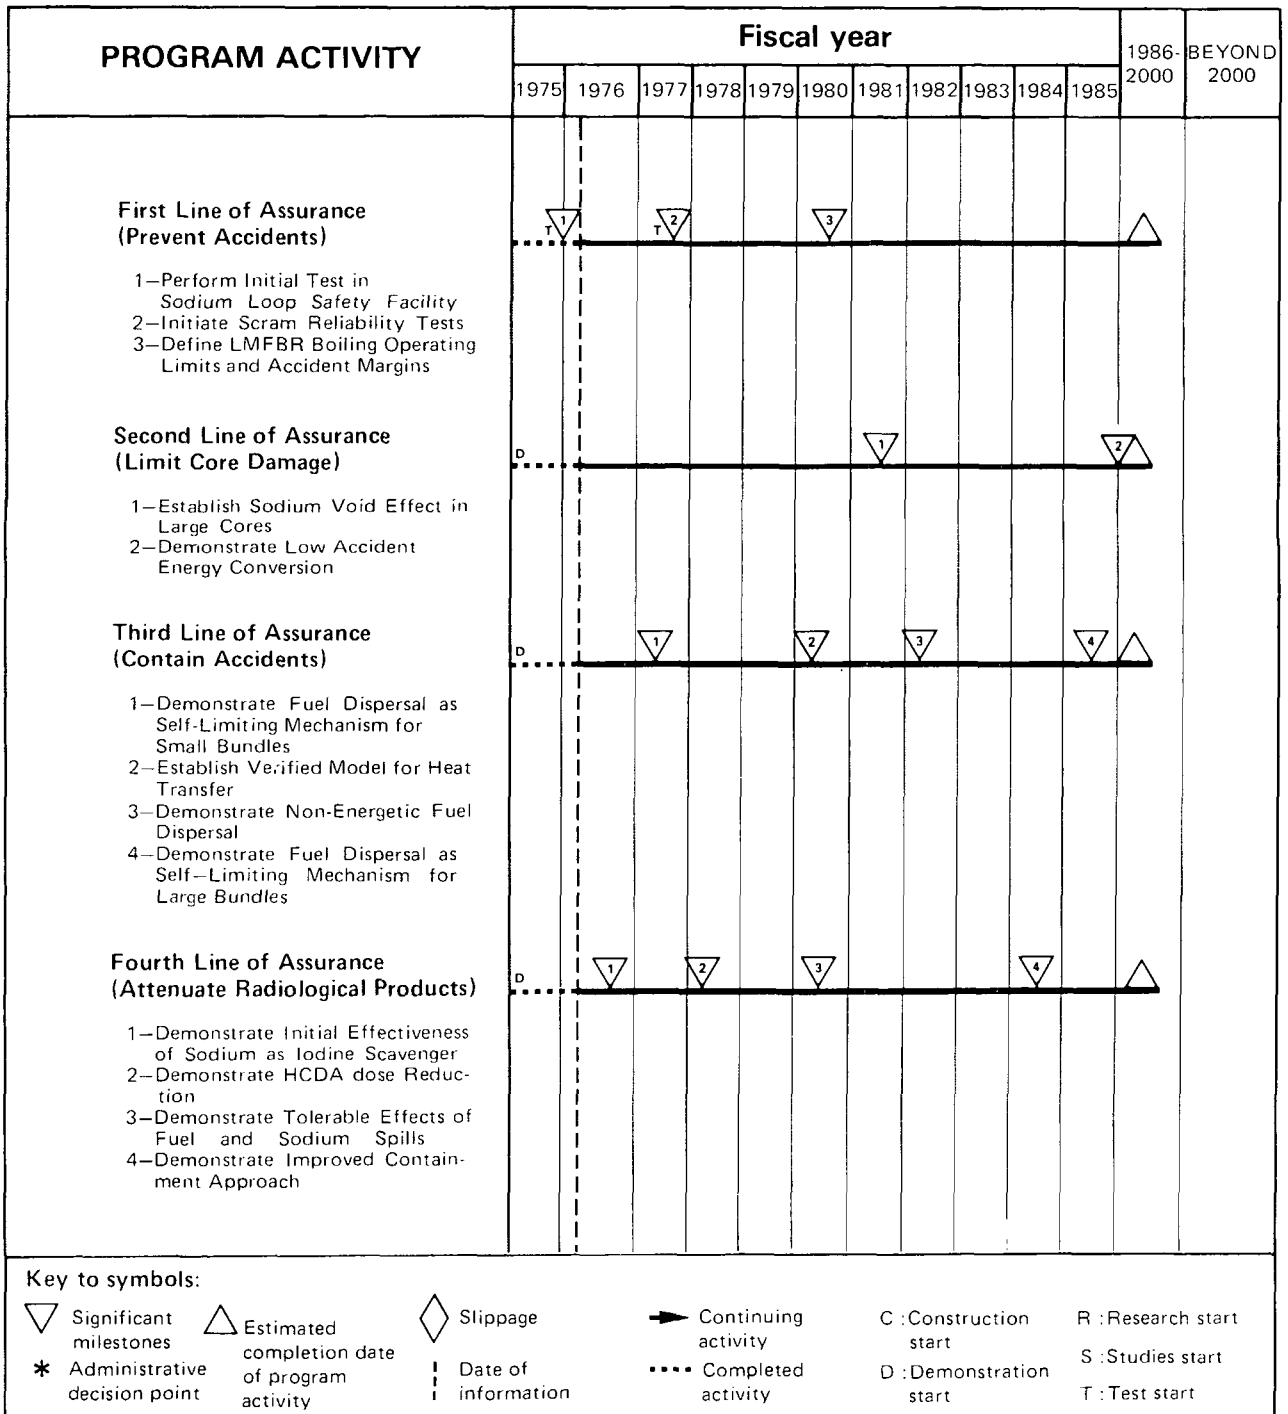 PROGRAM ACTIVITY
Fiscal year
1986-
2000
BEYOND
2000
1975 1976 1977 1978 1979 1980 1981 1982 1983 1984 1985
First Line of Assurance
(Prevent Accidents)
T 1 T 2 3
1—Perform Initial Test in
Sodium Loop Safety Facility
2—Initiate Scram Reliability Tests
3—Define LMFBR Boiling Operating
Limits and Accident Margins
Second Line of Assurance
(Limit Core Damage)
D 1 2
1—Establish Sodium Void Effect in
Large Cores
2—Demonstrate Low Accident
Energy Conversion
Third Line of Assurance
(Contain Accidents)
D 1 2 3 4
1—Demonstrate Fuel Dispersal as
Self-Limiting Mechanism for
Small Bundles
2—Establish Verified Model for Heat
Transfer
3—Demonstrate Non-Energetic Fuel
Dispersal
4—Demonstrate Fuel Dispersal as
Self—Limiting Mechanism for
Large Bundles
Fourth Line of Assurance
(Attenuate Radiological Products)
D 1 2 3 4
1—Demonstrate Initial Effectiveness
of Sodium as Iodine Scavenger
2—Demonstrate HCDA dose Reduc-
tion
3—Demonstrate Tolerable Effects of
Fuel and Sodium Spills
4—Demonstrate Improved Contain-
ment Approach
Key to symbols:
Significant
milestones
* Administrative
decision point
Estimated
completion date
of program
activity
Slippage
Date of
information
Continuing
activity
Completed
activity
C :Construction
start
D :Demonstration
start
R :Research start
S :Studies start
T :Test start